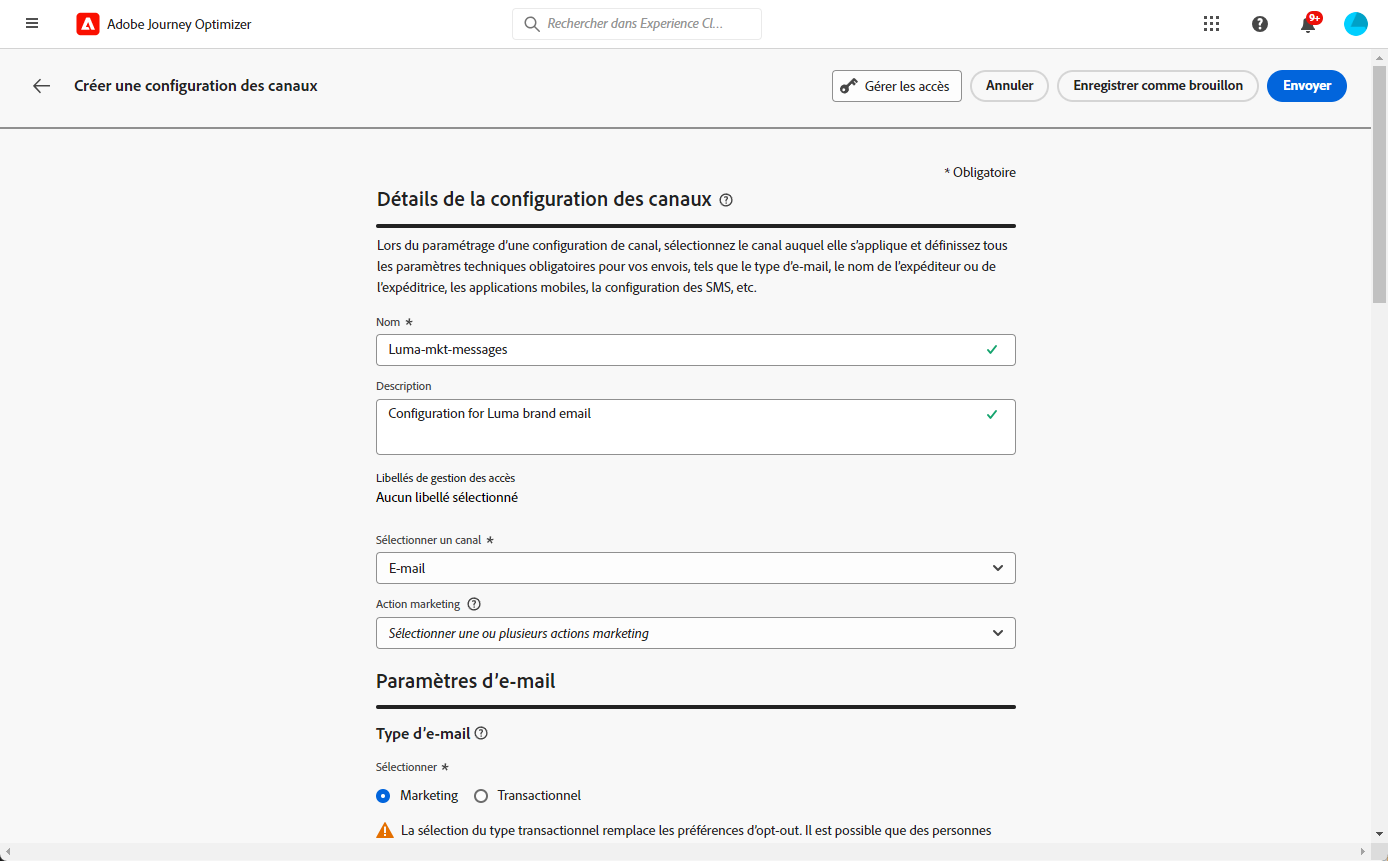 Adobe Journey Optimizer
Rechercher dans Experience Cl...
9+
Créer une configuration des canaux
Gérer les accès
Annuler
Enregistrer comme brouillon
Envoyer
* Obligatoire
Détails de la configuration des canaux
Lors du paramétrage d’une configuration de canal, sélectionnez le canal auquel elle s’applique et définissez tous
les paramètres techniques obligatoires pour vos envois, tels que le type d’e-mail, le nom de l’expéditeur ou de
l’expéditrice, les applications mobiles, la configuration des SMS, etc.
Nom *
Luma-mkt-messages
Description
Configuration for Luma brand email
Libellés de gestion des accès
Aucun libellé sélectionné
Sélectionner un canal *
E-mail
Action marketing
Sélectionner une ou plusieurs actions marketing
Paramètres d’e-mail
Type d’e-mail
Sélectionner *
Marketing
Transactionnel
La sélection du type transactionnel remplace les préférences d’opt-out. Il est possible que des personnes